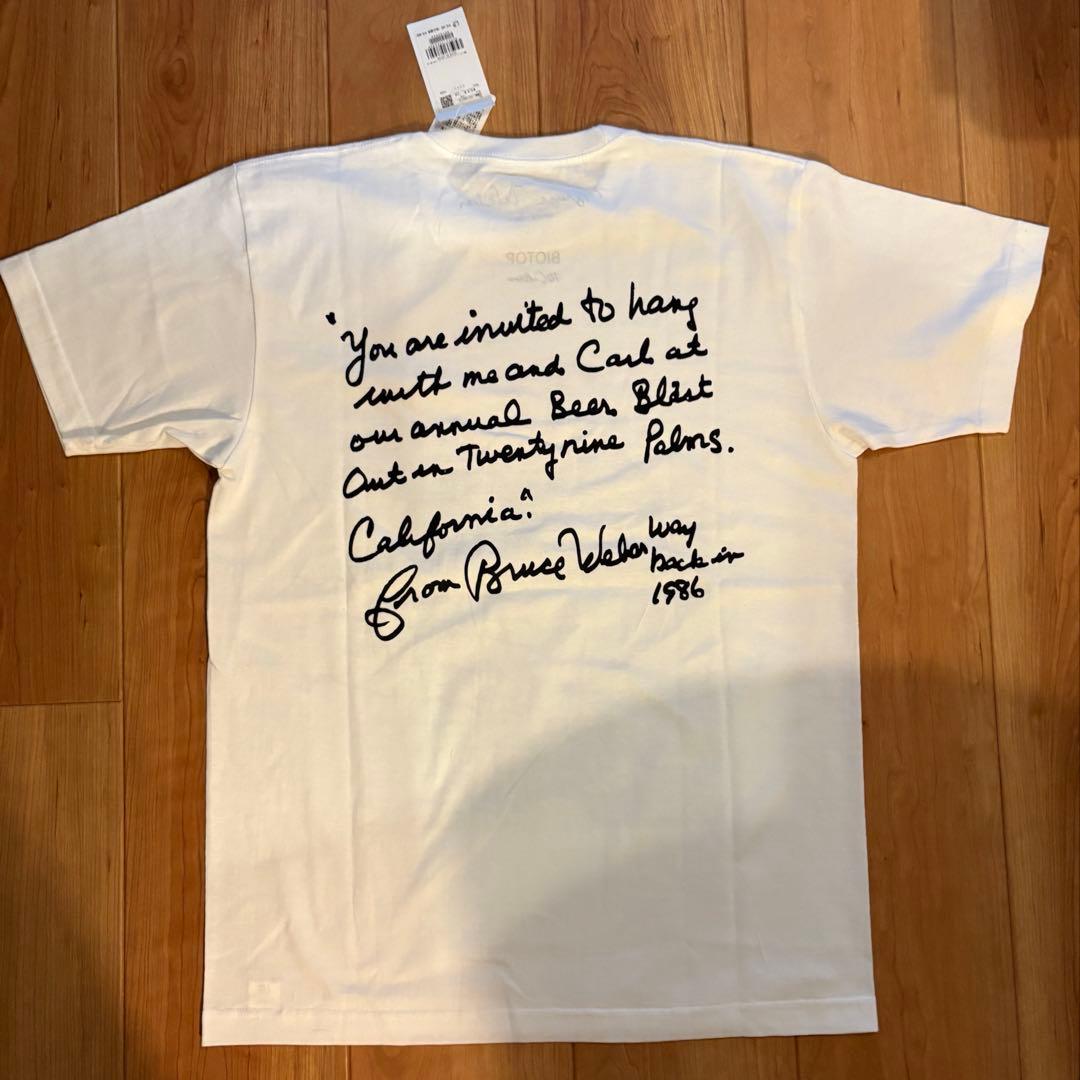 BIOTOP
"You are invited to hang
with me and Carl at
our annual Beer Blast
Out in Twentynine Palms.
California."
from Bruce Weber way
back in
1986